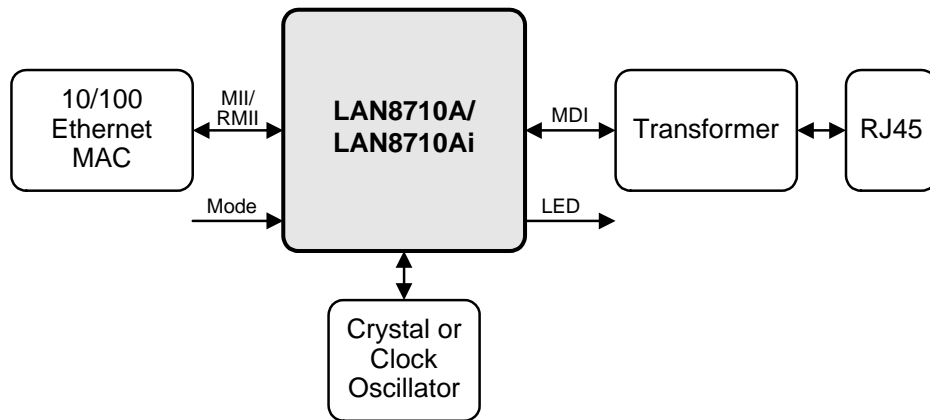 10/100
Ethernet
MAC
MII/
RMII
LAN8710A/
LAN8710Ai
MDI
Transformer
RJ45
Mode
LED
Crystal or
Clock
Oscillator